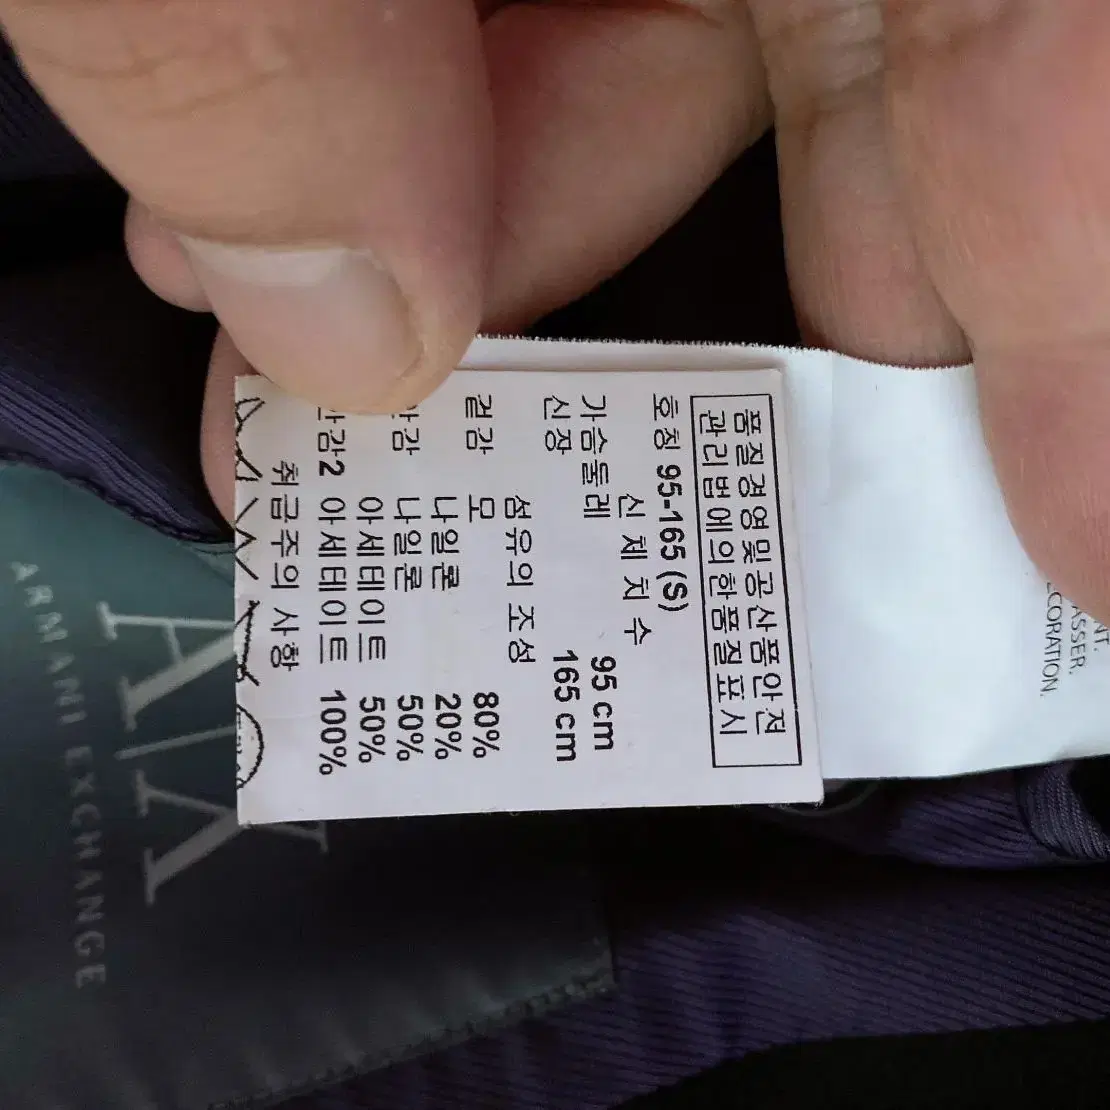 품질경영및공산품안전
관리법에의한품질표시
호칭 95-165 (S)
신 체 치 수
가슴둘레 95 cm
신장 165 cm
섬유의 조성
겉감 모 80%
나일론 20%
안감 나일론 50%
아세테이트 50%
안감2 아세테이트 100%
취급주의 사항
A|X
ARMANI EXCHANGE
ECORATION.